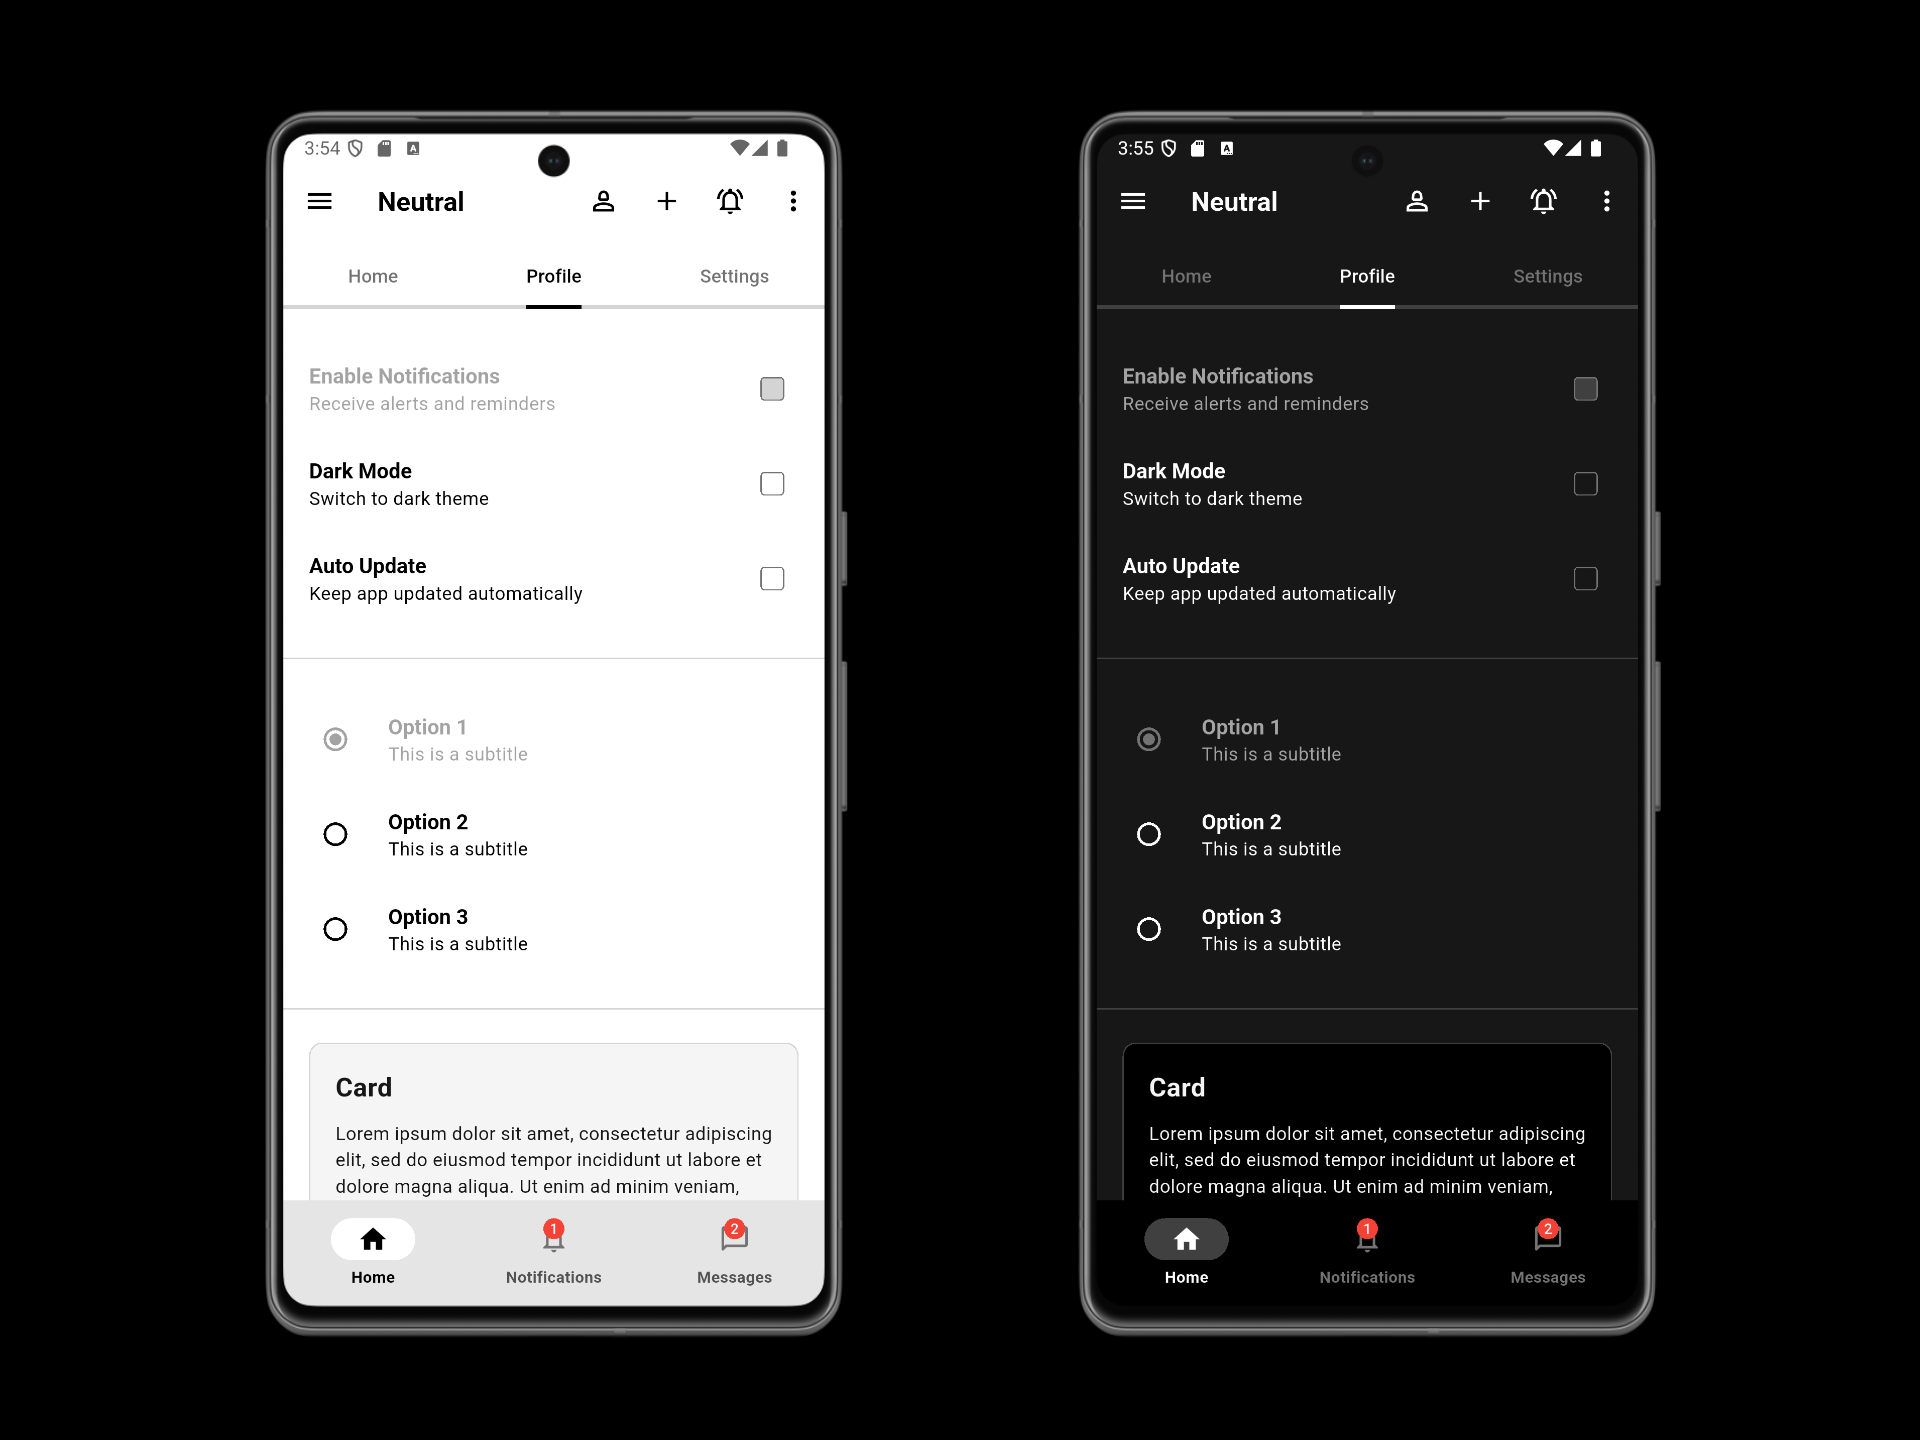 3:54
Neutral
Home Profile Settings
Enable Notifications
Receive alerts and reminders
Dark Mode
Switch to dark theme
Auto Update
Keep app updated automatically
Option 1
This is a subtitle
Option 2
This is a subtitle
Option 3
This is a subtitle
Card
Lorem ipsum dolor sit amet, consectetur adipiscing
elit, sed do eiusmod tempor incididunt ut labore et
dolore magna aliqua. Ut enim ad minim veniam,
1 2
Home Notifications Messages
3:55
Neutral
Home Profile Settings
Enable Notifications
Receive alerts and reminders
Dark Mode
Switch to dark theme
Auto Update
Keep app updated automatically
Option 1
This is a subtitle
Option 2
This is a subtitle
Option 3
This is a subtitle
Card
Lorem ipsum dolor sit amet, consectetur adipiscing
elit, sed do eiusmod tempor incididunt ut labore et
dolore magna aliqua. Ut enim ad minim veniam,
1 2
Home Notifications Messages